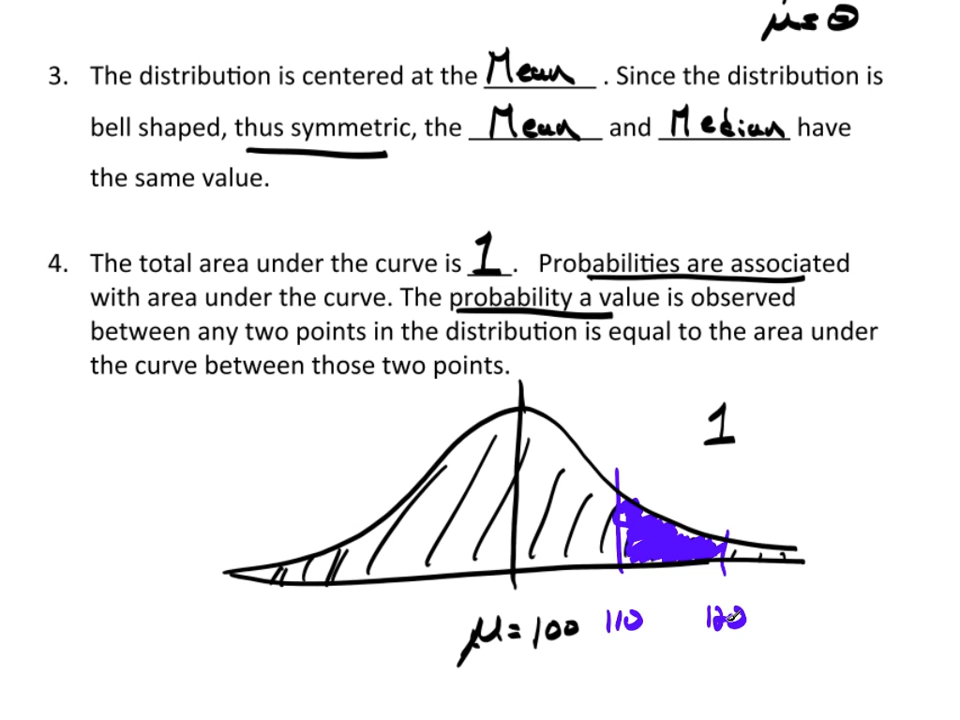 3. The distribution is centered at the Mean. Since the distribution is
bell shaped, thus symmetric, the Mean and Median have
the same value.
4. The total area under the curve is 1. Probabilities are associated
with area under the curve. The probability a value is observed
between any two points in the distribution is equal to the area under
the curve between those two points.
1
μ = 100 110 120